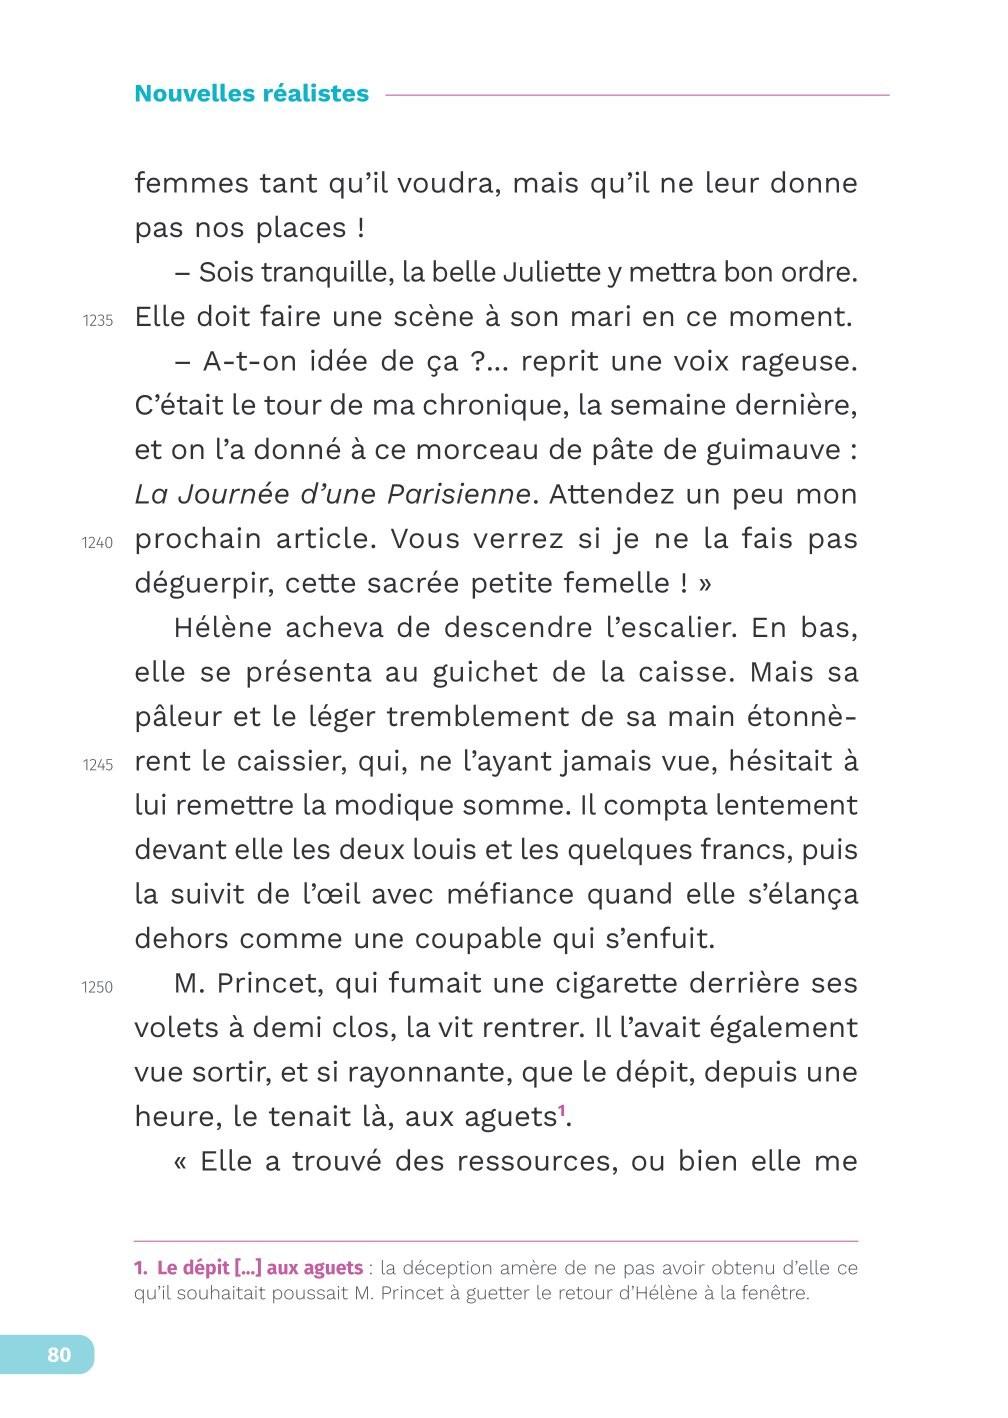 Nouvelles réalistes
femmes tant qu’il voudra, mais qu’il ne leur donne
pas nos places !
– Sois tranquille, la belle Juliette y mettra bon ordre.
1235 Elle doit faire une scène à son mari en ce moment.
– A-t-on idée de ça ?... reprit une voix rageuse.
C’était le tour de ma chronique, la semaine dernière,
et on l’a donné à ce morceau de pâte de guimauve :
La Journée d’une Parisienne. Attendez un peu mon
1240 prochain article. Vous verrez si je ne la fais pas
déguerpir, cette sacrée petite femelle ! »
Hélène acheva de descendre l’escalier. En bas,
elle se présenta au guichet de la caisse. Mais sa
pâleur et le léger tremblement de sa main étonnè-
1245 rent le caissier, qui, ne l’ayant jamais vue, hésitait à
lui remettre la modique somme. Il compta lentement
devant elle les deux louis et les quelques francs, puis
la suivit de l’œil avec méfiance quand elle s’élança
dehors comme une coupable qui s’enfuit.
1250 M. Princet, qui fumait une cigarette derrière ses
volets à demi clos, la vit rentrer. Il l’avait également
vue sortir, et si rayonnante, que le dépit, depuis une
heure, le tenait là, aux aguets1.
« Elle a trouvé des ressources, ou bien elle me
1. Le dépit [...] aux aguets : la déception amère de ne pas avoir obtenu d’elle ce
qu’il souhaitait poussait M. Princet à guetter le retour d’Hélène à la fenêtre.
80